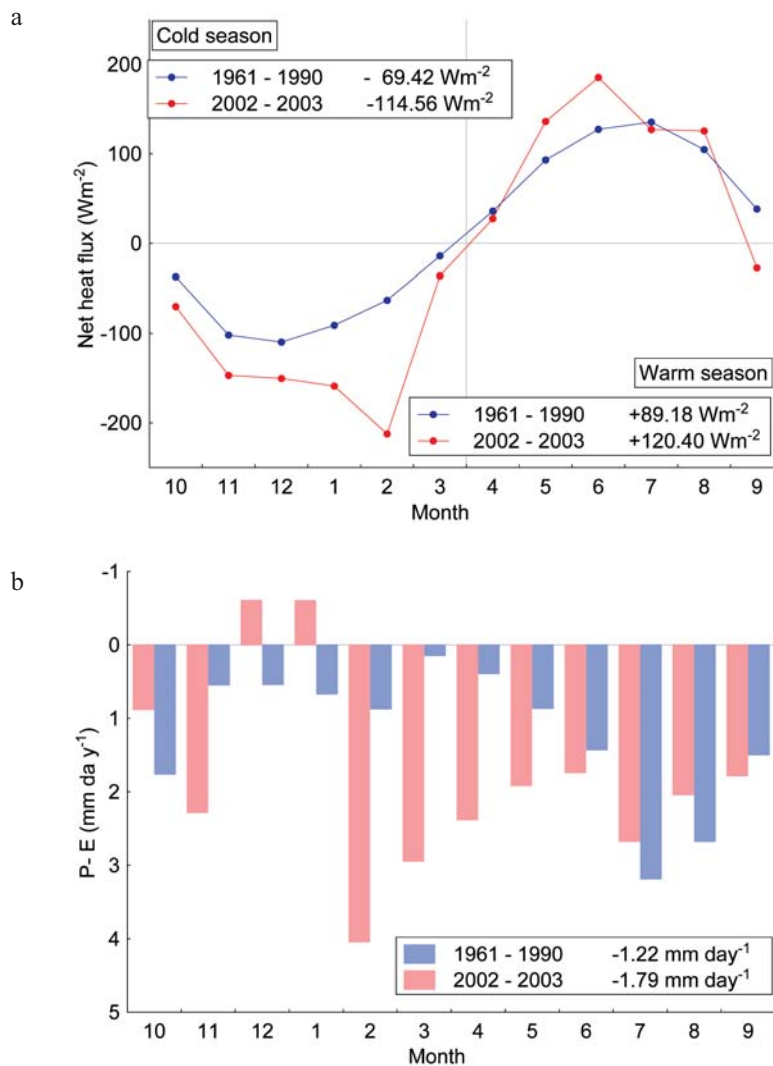 a
Cold season
1961 - 1990 - 69.42 Wm-2
2002 - 2003 -114.56 Wm-2
200
100
0
-100
-200
Net heat flux (Wm-2)
Warm season
1961 - 1990 +89.18 Wm-2
2002 - 2003 +120.40 Wm-2
10 11 12 1 2 3 4 5 6 7 8 9
Month
b
-1
0
1
2
3
4
5
P- E (mm da y-1)
1961 - 1990 -1.22 mm day-1
2002 - 2003 -1.79 mm day-1
10 11 12 1 2 3 4 5 6 7 8 9
Month